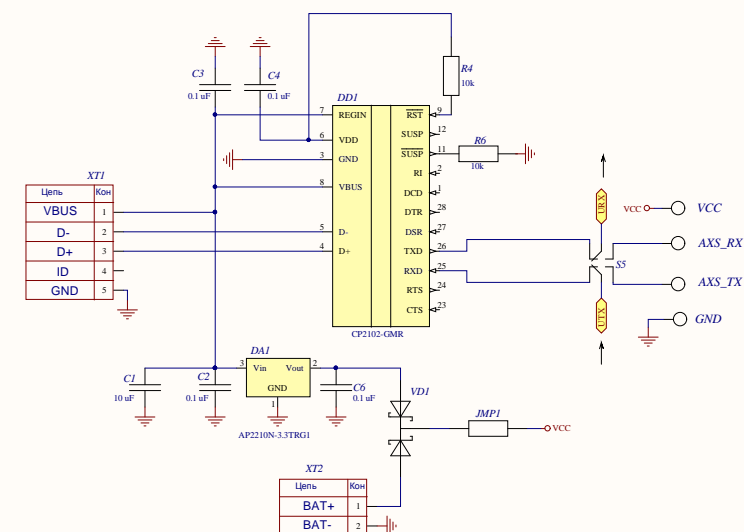 C3
0.1 uF
C4
0.1 uF
R4
10k
DD1
7 REGIN
RST 9
SUSP 12
6 VDD
SUSP 11
3 GND
RI 2
8 VBUS
DCD 1
DTR 28
5 D-
DSR 27
4 D+
TXD 26
RXD 25
RTS 24
CTS 23
CP2102-GMR
R6
10k
XT1
Цепь Кон
VBUS 1
D- 2
D+ 3
ID 4
GND 5
URX
UTX
S5
VCC VCC
AXS_RX
AXS_TX
GND
C1
10 uF
C2
0.1 uF
DA1
3 Vin Vout 2
GND
1
AP2210N-3.3TRG1
C6
0.1 uF
VD1
JMP1
VCC
XT2
Цепь Кон
BAT+ 1
BAT- 2